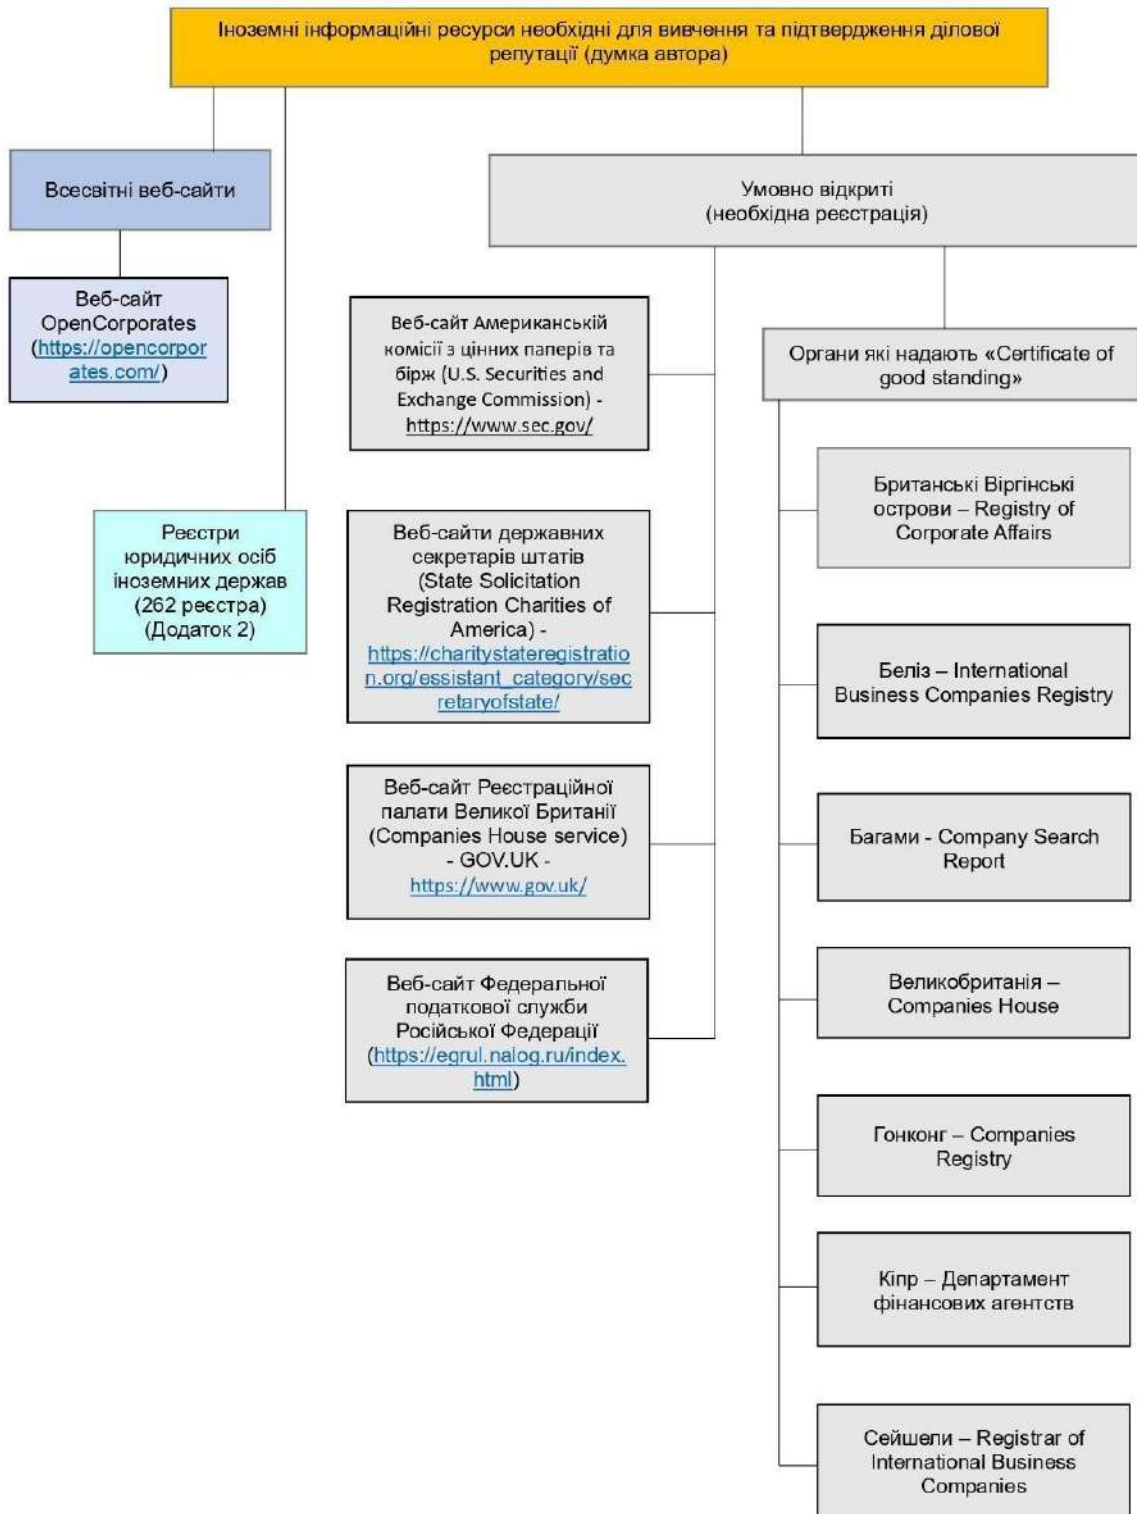 Іноземні інформаційні ресурси необхідні для вивчення та підтвердження ділової
репутації (думка автора)
Всесвітні веб-сайти
Умовно відкриті
(необхідна реєстрація)
Веб-сайт
OpenCorporates
(https://opencorpor
ates.com/)
Реєстри
юридичних осіб
іноземних держав
(262 реєстра)
(Додаток 2)
Веб-сайт Американській
комісії з цінних паперів та
бірж (U.S. Securities and
Exchange Commission) -
https://www.sec.gov/
Веб-сайти державних
секретарів штатів
(State Solicitation
Registration Charities of
America) -
https://charitystateregistratio
n.org/essistant_category/sec
retaryofstate/
Веб-сайт Реєстраційної
палати Великої Британії
(Companies House service)
- GOV.UK -
https://www.gov.uk/
Веб-сайт Федеральної
податкової служби
Російської Федерації
(https://egrul.nalog.ru/index.
html)
Органи які надають «Certificate of
good standing»
Британські Віргінські
острови – Registry of
Corporate Affairs
Беліз – International
Business Companies Registry
Багами - Company Search
Report
Великобританія –
Companies House
Гонконг – Companies
Registry
Кіпр – Департамент
фінансових агентств
Сейшели – Registrar of
International Business
Companies